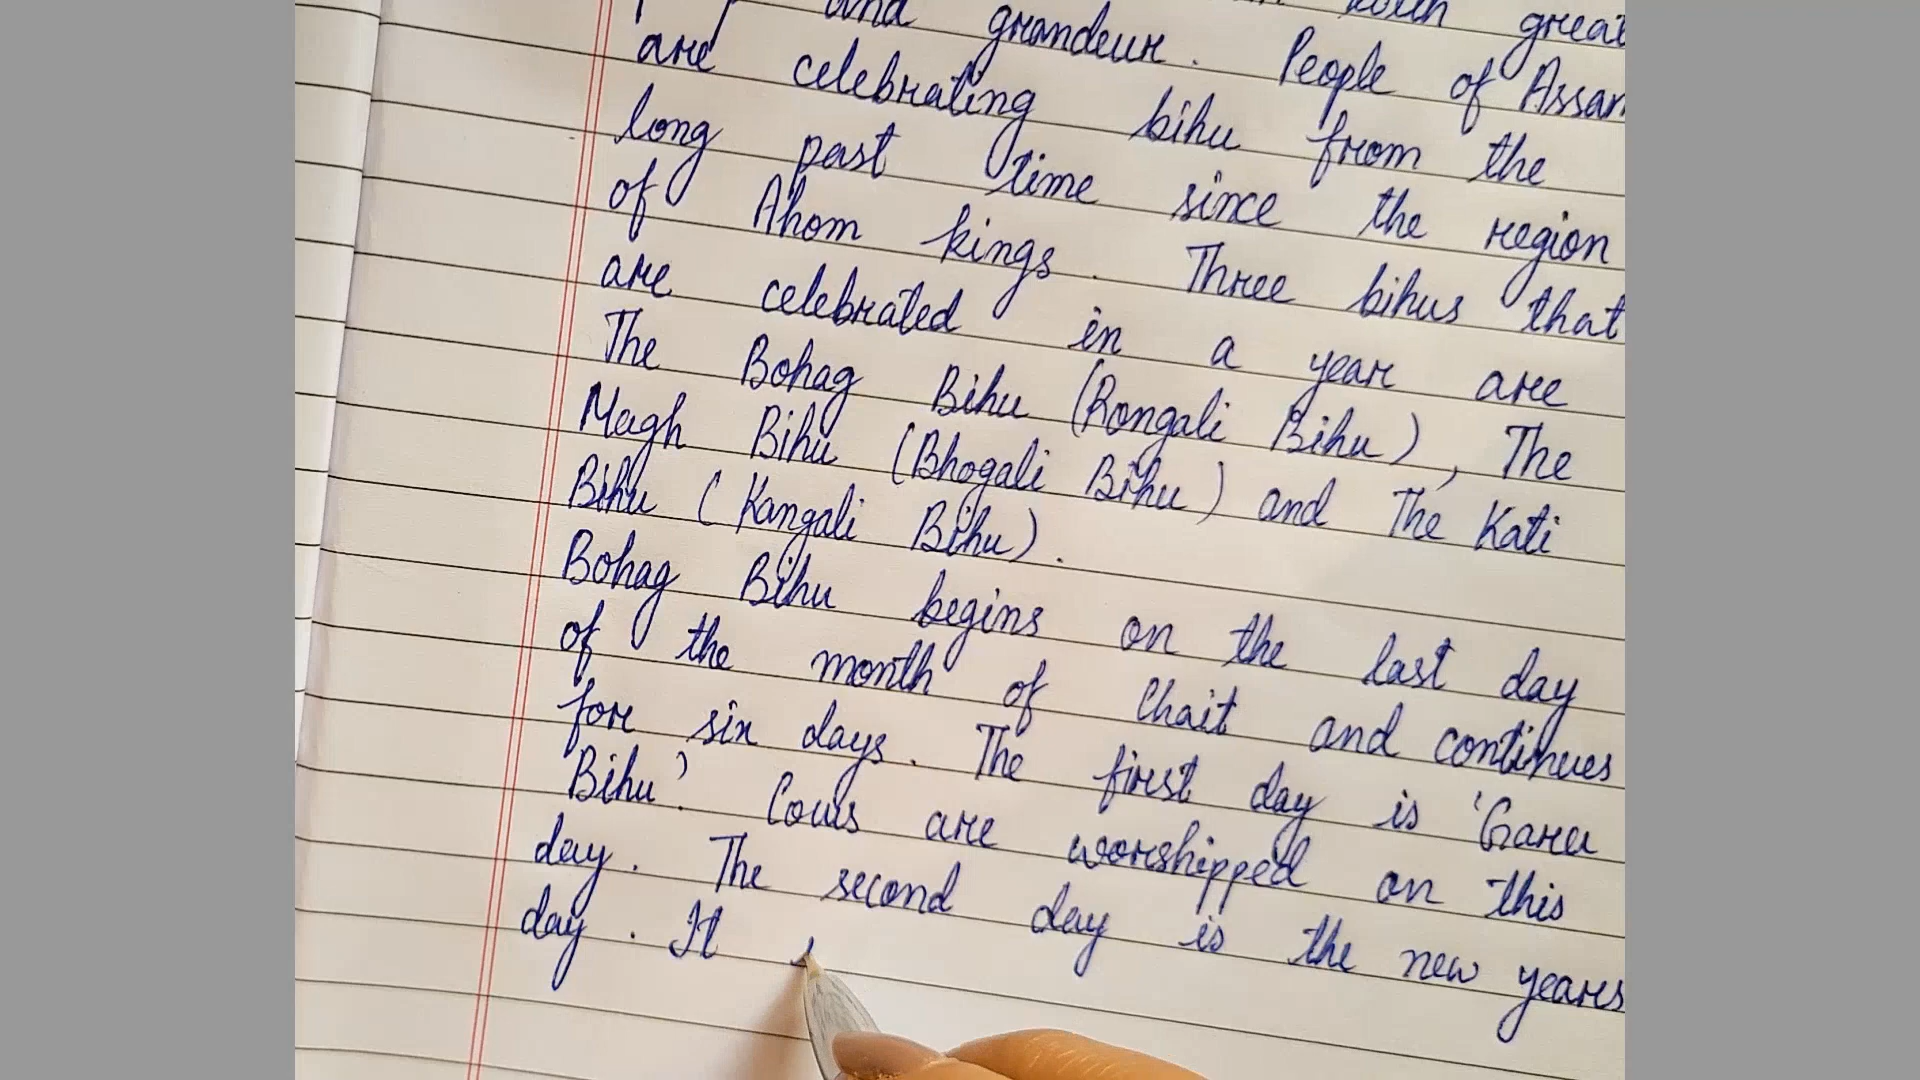 and grandeur. People of Assam
are celebrating bihu from the
long past time since the region
of Ahom kings. Three bihus that
are celebrated in a year are
The Bohag Bihu (Rongali Bihu), The
Magh Bihu (Bhogali Bihu) and The Kati
Bihu (Kangali Bihu).
Bohag Bihu begins on the last day
of the month of Chait and continues
for six days. The first day is 'Garu
Bihu'. Cows are worshipped on this
day. The second day is the new years
day. It